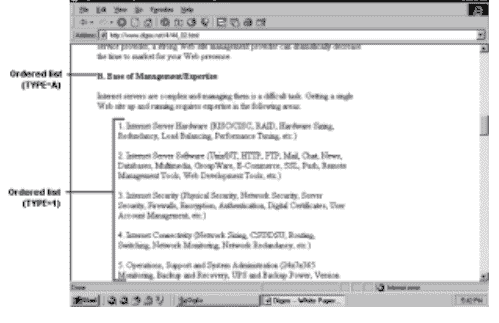 File Edit View Go Favorites Help
Address http://www.digex.net/4/44_02.html
service provider, a strong Web site management provider can dramatically decrease
the time to market for your Web presence.
Ordered list
(TYPE=A)
B. Ease of Management/Expertise
Internet servers are complex and managing them is a difficult task. Getting a single
Web site up and running requires expertise in the following areas:
1. Internet Server Hardware (RISC/CISC, RAID, Hardware Sizing,
Redundancy, Load Balancing, Performance Tuning, etc.)
2. Internet Server Software (Unix/NT, HTTP, FTP, Mail, Chat, News,
Databases, Multimedia, GroupWare, E-Commerce, SSL, Push, Remote
Management Tools, Web Development Tools, etc.)
Ordered list
(TYPE=1)
3. Internet Security (Physical Security, Network Security, Server
Security, Firewalls, Encryption, Authentication, Digital Certificates, User
Account Management, etc.)
4. Internet Connectivity (Network Sizing, CSU/DSU, Routing,
Switching, Network Monitoring, Network Redundancy, etc.)
5. Operations, Support and System Administration (24x7x365
Monitoring, Backup and Recovery, UPS and Backup Power, Version
Done
Internet zone
Start
Digex - White Paper...
5:42 PM